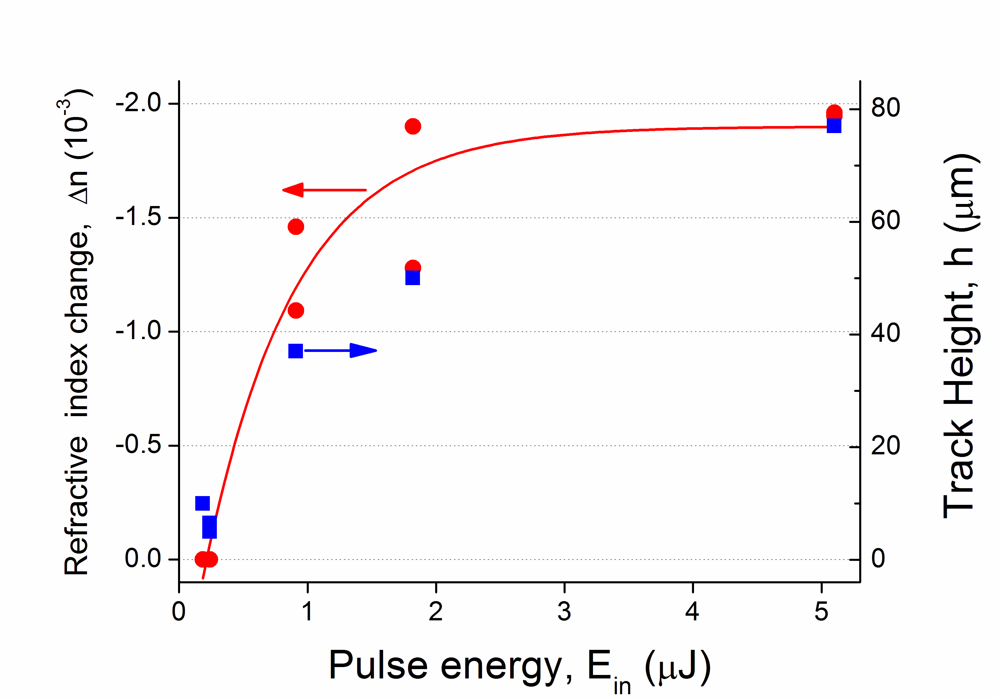 Refractive  index change,  Δn (10⁻³)
-2.0
-1.5
-1.0
-0.5
0.0
80
60
40
20
0
Track Height, h (μm)
0 1 2 3 4 5
Pulse energy, E_in (μJ)